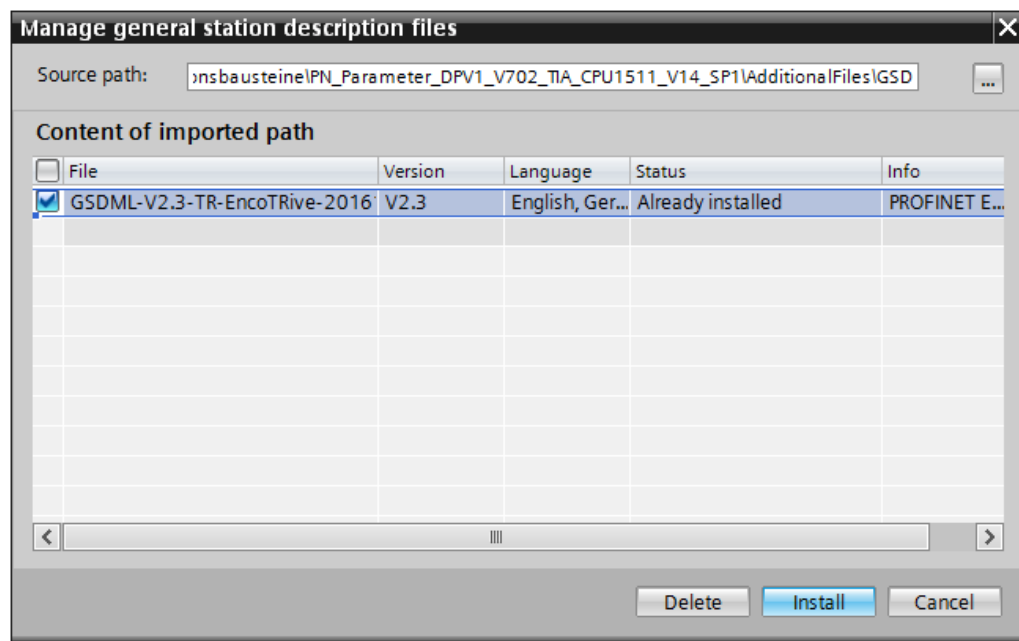 Manage general station description files
Source path: onsbausteine\PN_Parameter_DPV1_V702_TIA_CPU1511_V14_SP1\AdditionalFiles\GSD ...
Content of imported path
File Version Language Status Info
GSDML-V2.3-TR-EncoTRive-2016 V2.3 English, Ger... Already installed PROFINET E...
Delete Install Cancel